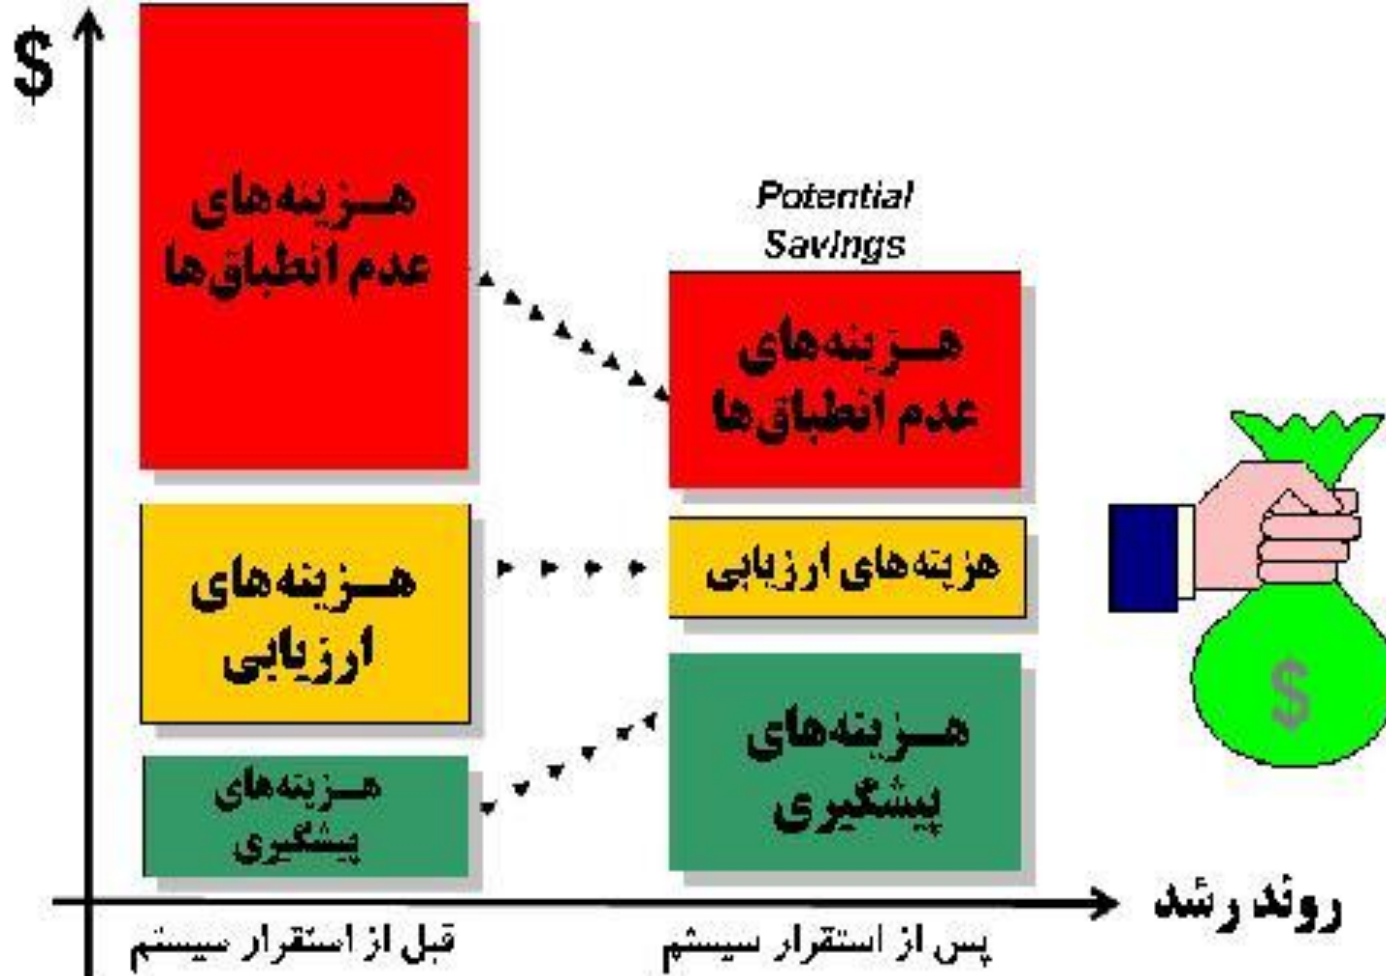 $
هزینه‌های
عدم انطباق‌ها
هزینه‌های
ارزیابی
هزینه‌های
پیشگیری
Potential
Savings
هزینه‌های
عدم انطباق‌ها
هزینه‌های ارزیابی
هزینه‌های
پیشگیری
$
روند رشد
قبل از استقرار سیستم
پس از استقرار سیستم